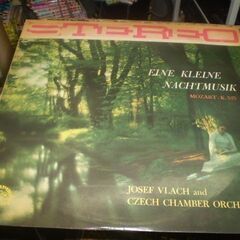 STEREO
EINE KLEINE
NACHTMUSIK
MOZART K. 525
JOSEF VLACH and
CZECH CHAMBER ORCH